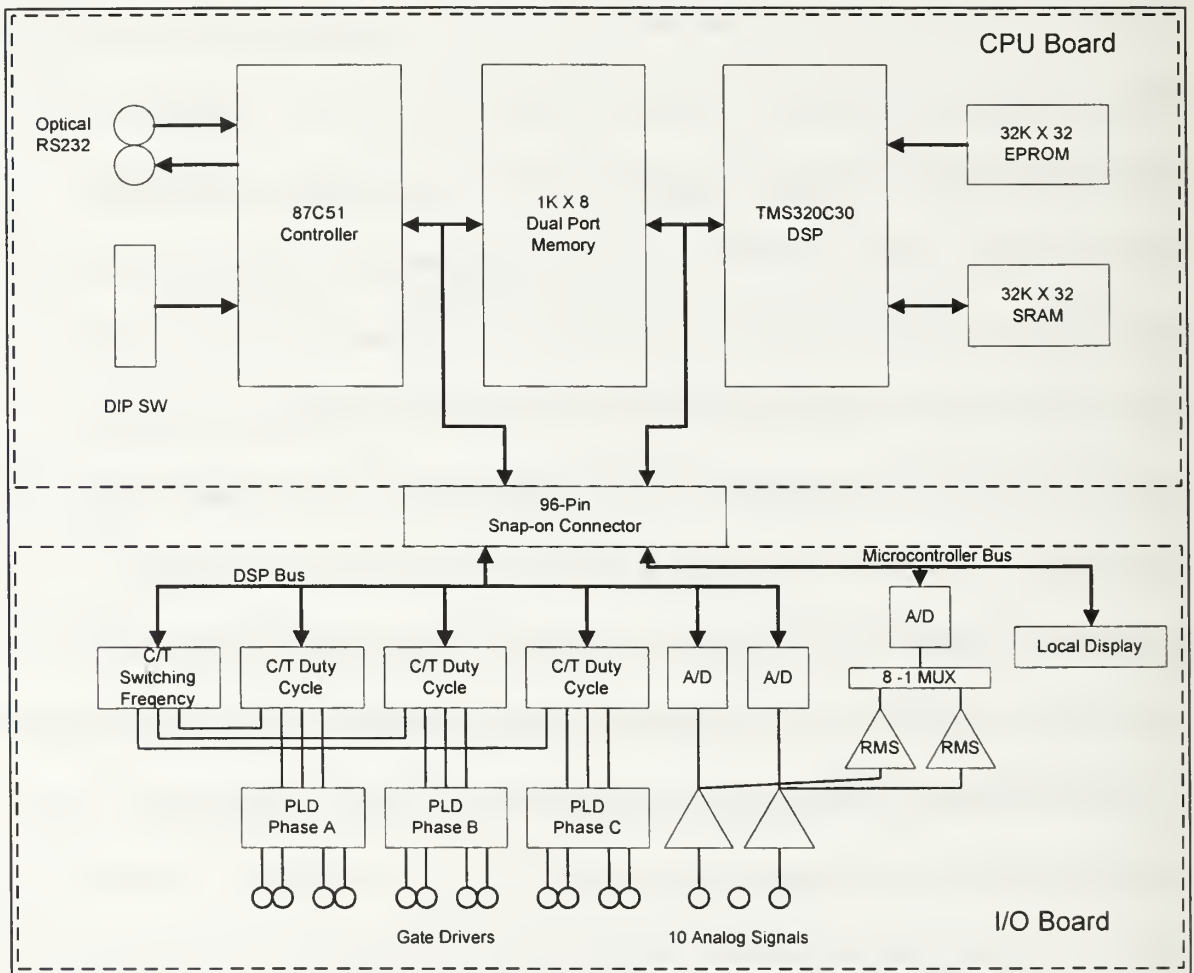 CPU Board
Optical
RS232
87C51
Controller
1K X 8
Dual Port
Memory
TMS320C30
DSP
32K X 32
EPROM
32K X 32
SRAM
DIP SW
96-Pin
Snap-on Connector
Microcontroller Bus
DSP Bus
A/D
Local Display
C/T
Switching
Freqency
C/T Duty
Cycle
C/T Duty
Cycle
C/T Duty
Cycle
A/D
A/D
8 -1 MUX
RMS
RMS
PLD
Phase A
PLD
Phase B
PLD
Phase C
Gate Drivers
10 Analog Signals
I/O Board